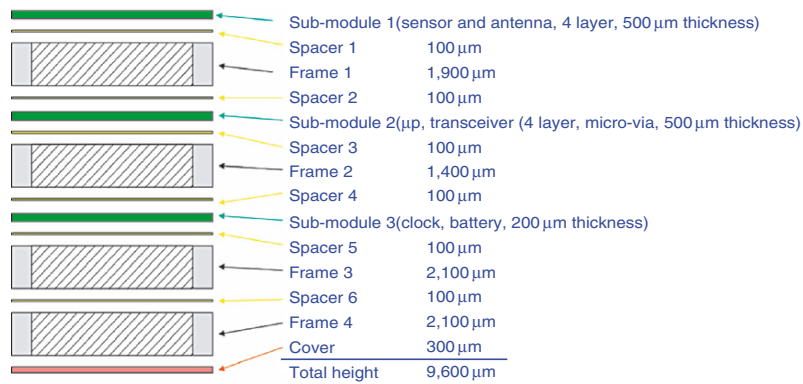 Sub-module 1(sensor and antenna, 4 layer, 500 μm thickness)
Spacer 1 100 μm
Frame 1 1,900 μm
Spacer 2 100 μm
Sub-module 2(μp, transceiver (4 layer, micro-via, 500 μm thickness)
Spacer 3 100 μm
Frame 2 1,400 μm
Spacer 4 100 μm
Sub-module 3(clock, battery, 200 μm thickness)
Spacer 5 100 μm
Frame 3 2,100 μm
Spacer 6 100 μm
Frame 4 2,100 μm
Cover 300 μm
Total height 9,600 μm